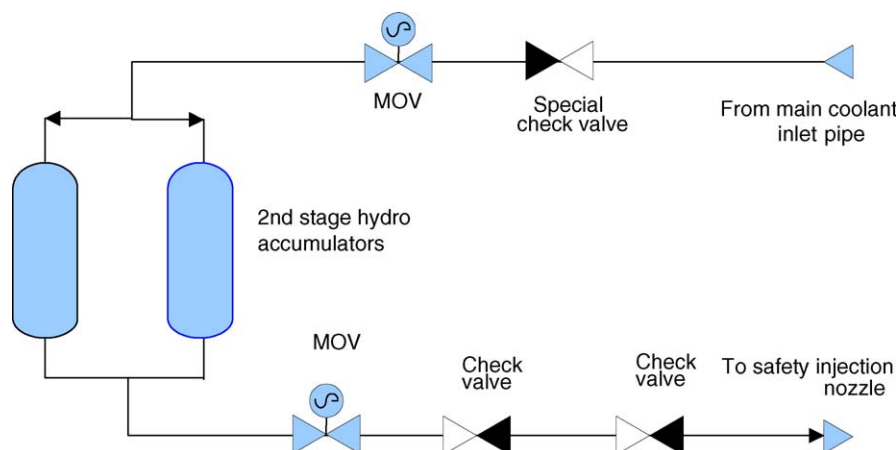 MOV
Special
check valve
From main coolant
inlet pipe
2nd stage hydro
accumulators
MOV
Check
valve
Check
valve
To safety injection
nozzle